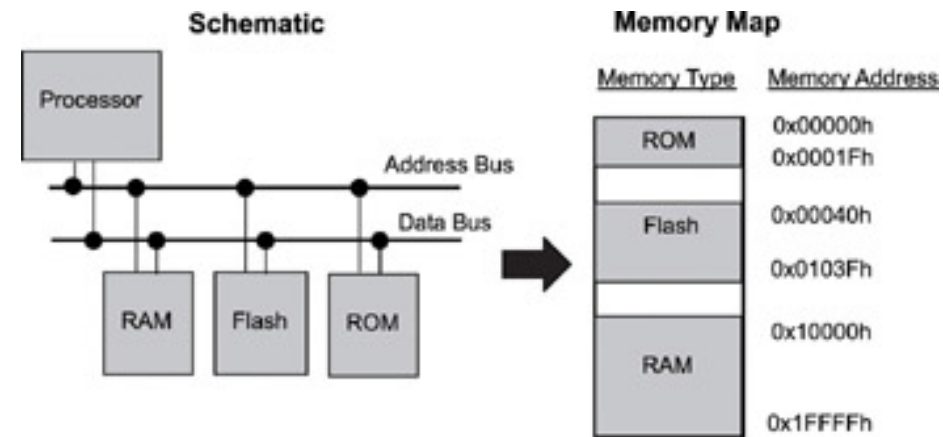 Schematic
Processor
Address Bus
Data Bus
RAM
Flash
ROM
Memory Map
Memory Type
Memory Address
ROM
0x00000h
0x0001Fh
Flash
0x00040h
0x0103Fh
RAM
0x10000h
0x1FFFFh